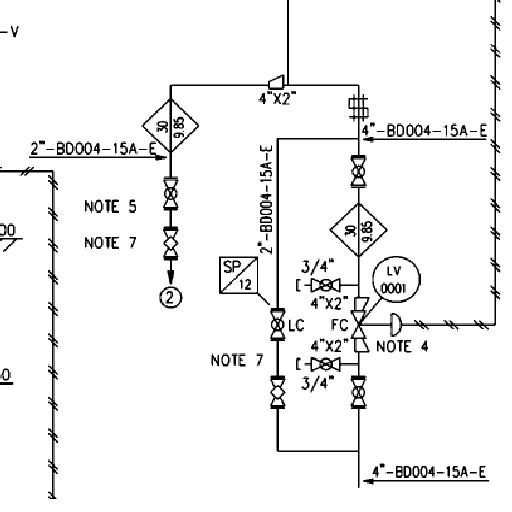 -V
4"X2"
30
9.85
4"-BD004-15A-E
2"-BD004-15A-E
2"-BD004-15A-E
NOTE 5
30
9.85
00
NOTE 7
SP
12
3/4"
LV
0001
2
4"X2"
LC
FC
4"X2"
NOTE 4
NOTE 7
3/4"
0
4"-BD004-15A-E